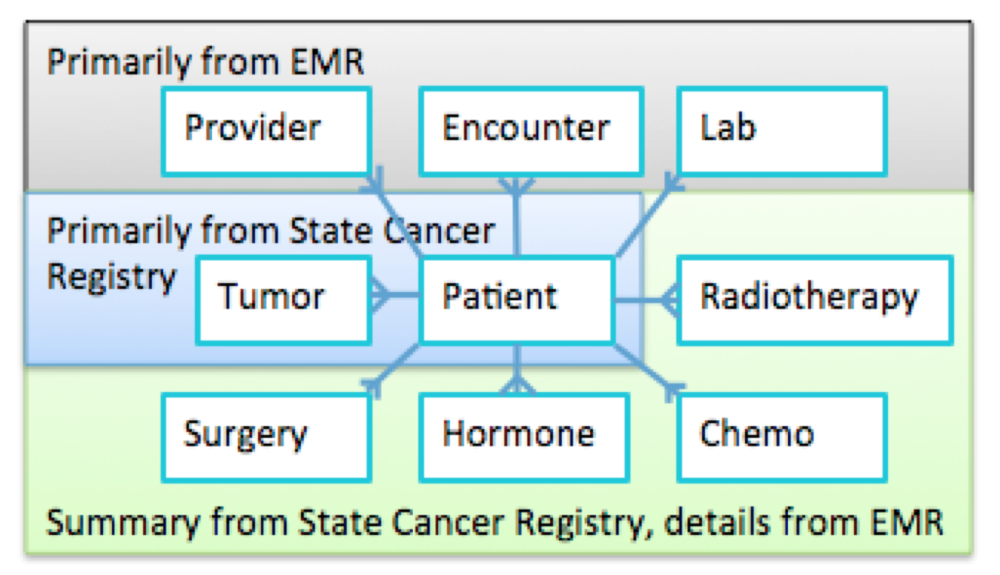 Primarily from EMR
Provider
Encounter
Lab
Primarily from State Cancer
Registry
Tumor
Patient
Radiotherapy
Surgery
Hormone
Chemo
Summary from State Cancer Registry, details from EMR